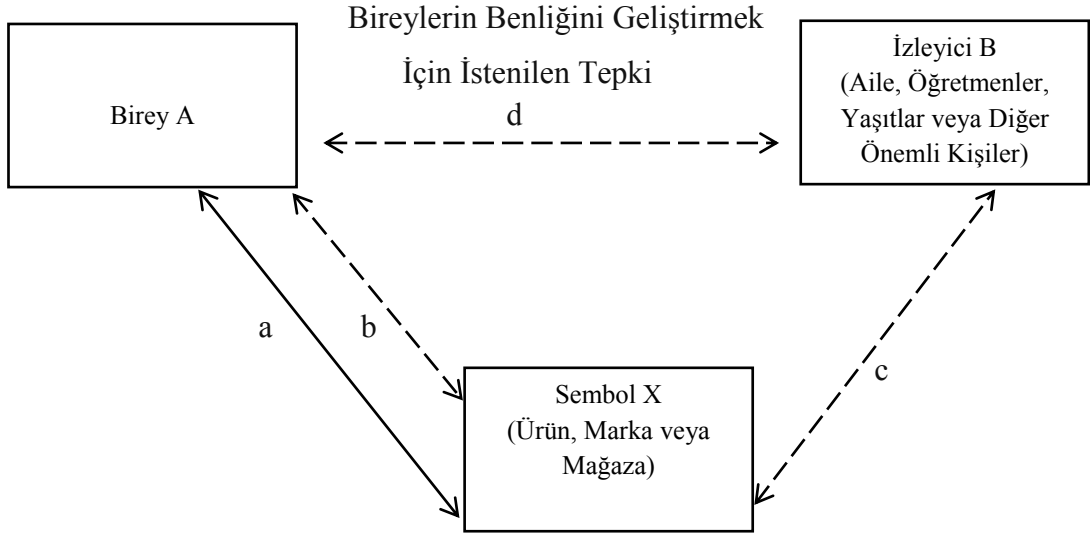 Bireylerin Benliğini Geliştirmek
İçin İstenilen Tepki
d
Birey A
İzleyici B
(Aile, Öğretmenler,
Yaşıtlar veya Diğer
Önemli Kişiler)
a
b
c
Sembol X
(Ürün, Marka veya
Mağaza)